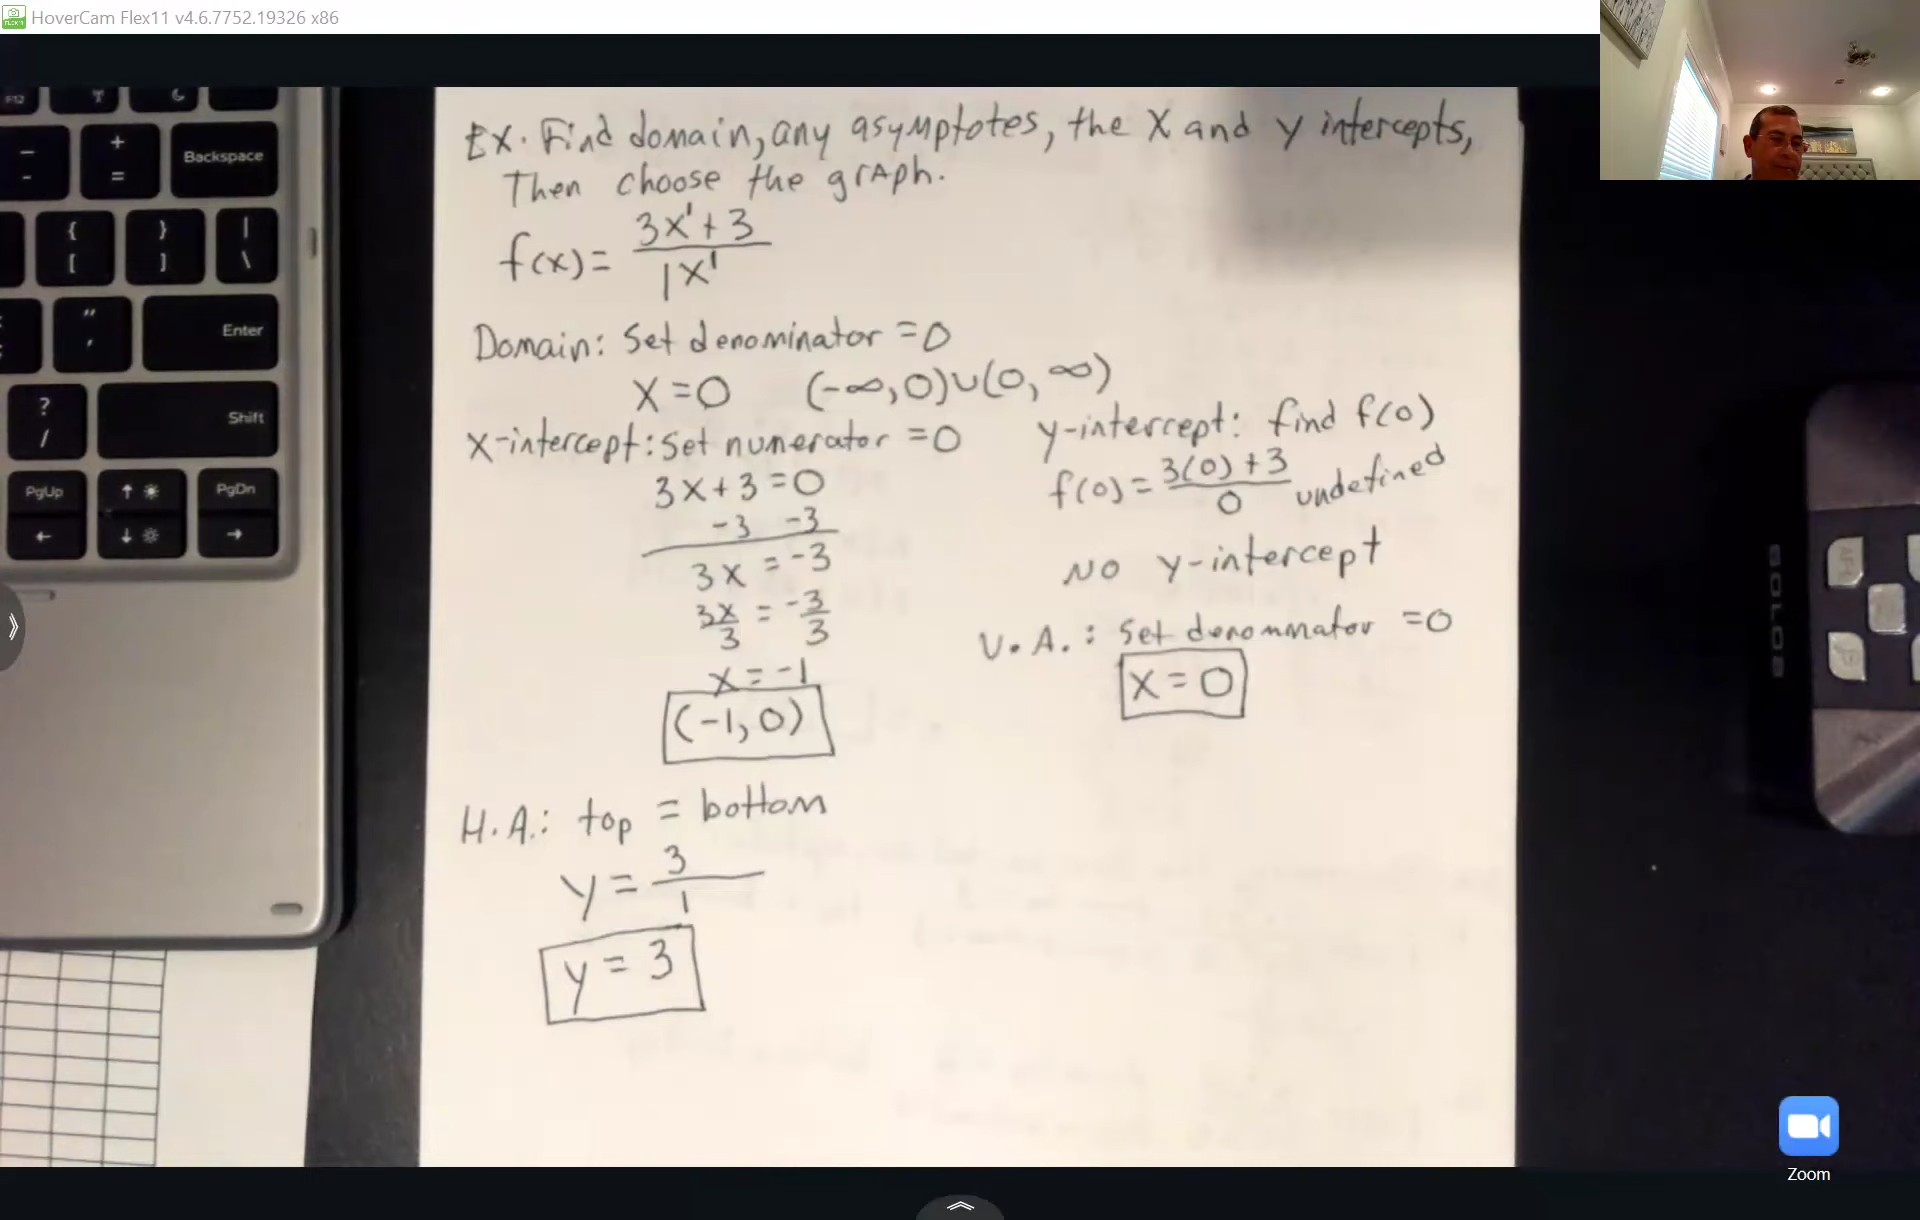 HoverCam Flex11 v4.6.7752.19326 x86
Ex. Find domain, any asymptotes, the X and y intercepts,
Then choose the graph.
f(x) = (3x¹ + 3) / (1x¹)
Domain: Set denominator = 0
X = 0 (-∞, 0) ∪ (0, ∞)
X-intercept: Set numerator = 0
3x + 3 = 0
-3 -3
3x = -3
3x/3 = -3/3
x = -1
(-1, 0)
y-intercept: find f(0)
f(0) = (3(0) + 3) / 0 undefined
NO y-intercept
V.A.: Set denominator = 0
X = 0
H.A.: top = bottom
y = 3/1
y = 3
F12
- -
+ =
Backspace
{ [
} ]
| \
" '
Enter
? /
Shift
PgUp ←
↑
↓
PgDn →
Zoom